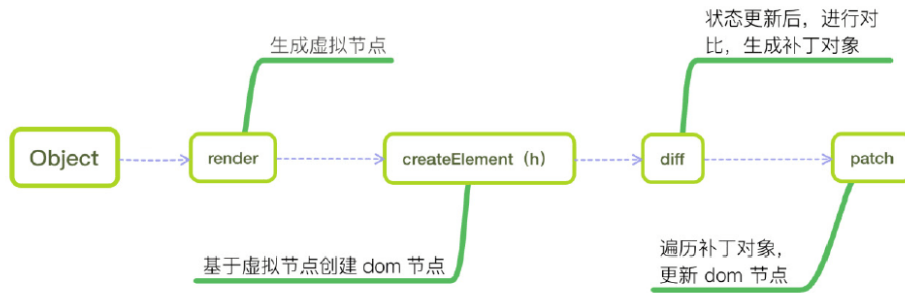 生成虚拟节点
状态更新后，进行对
比，生成补丁对象
Object
render
createElement（h）
diff
patch
基于虚拟节点创建 dom 节点
遍历补丁对象，
更新 dom 节点